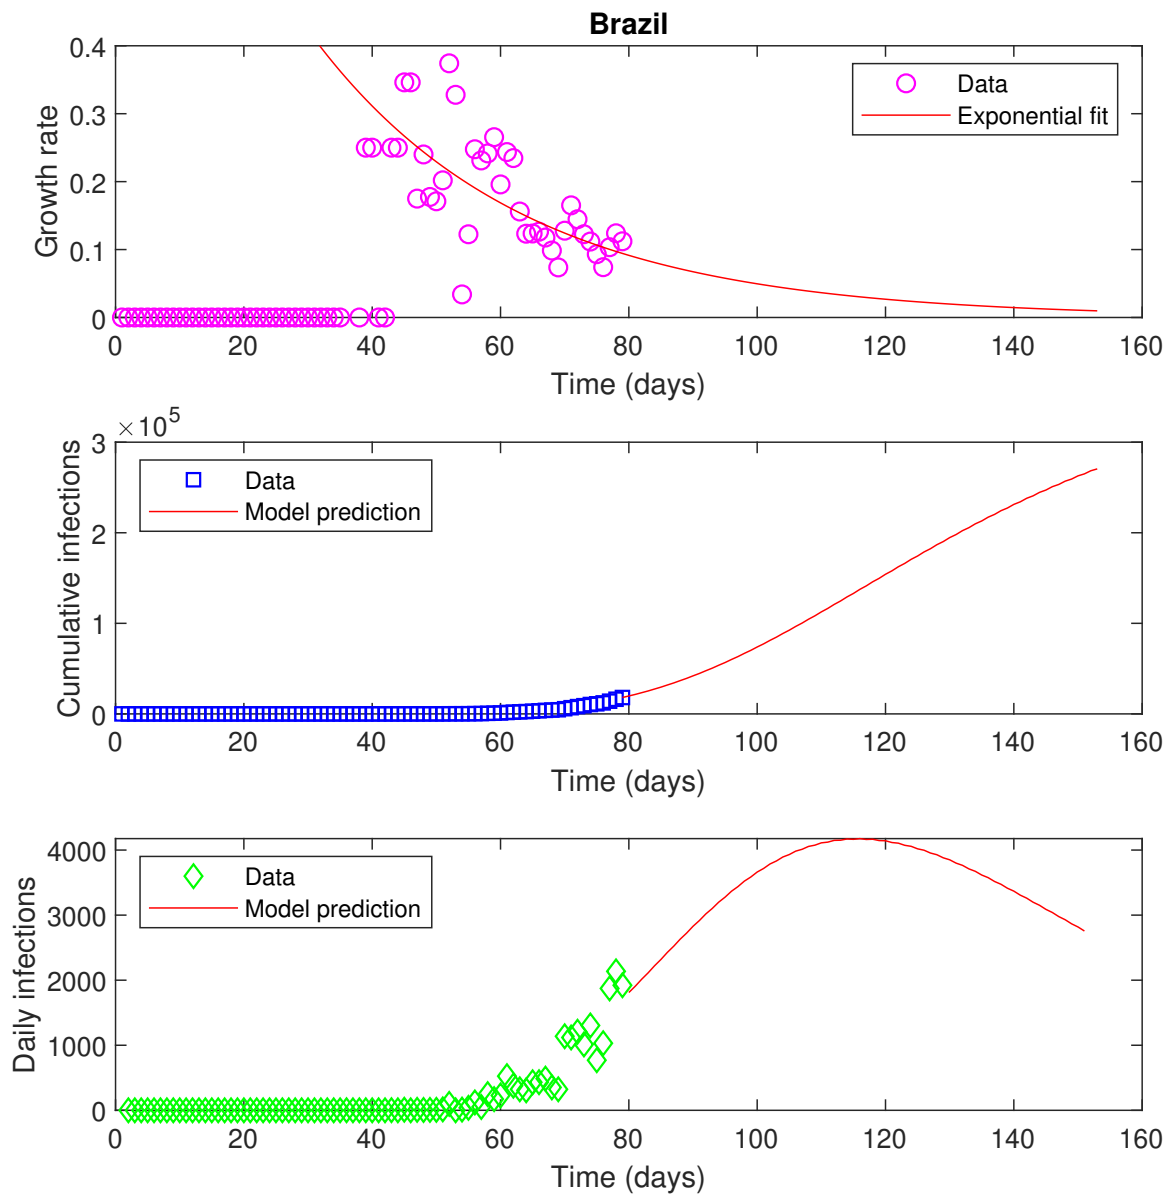 Brazil
Growth rate
0.4
0.3
0.2
0.1
0
Data
Exponential fit
0 20 40 60 80 100 120 140 160
Time (days)
×10^5
Cumulative infections
3
2
1
0
Data
Model prediction
0 20 40 60 80 100 120 140 160
Time (days)
Daily infections
4000
3000
2000
1000
0
Data
Model prediction
0 20 40 60 80 100 120 140 160
Time (days)